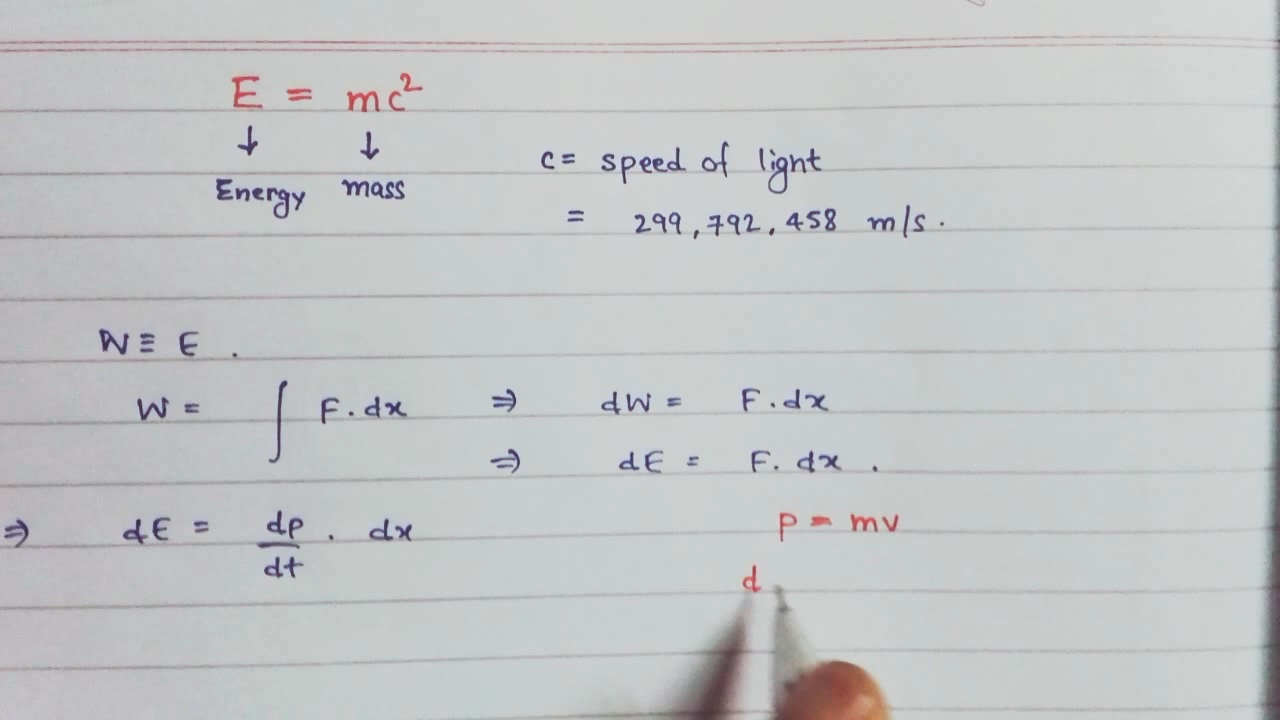 E = mc²
↓ ↓
Energy mass
c = speed of light
= 299,792,458 m/s.
W ≡ E .
W = ∫ F.dx ⇒ dW = F.dx
⇒ dE = F.dx .
⇒ dE = dp/dt . dx
p = mv
d